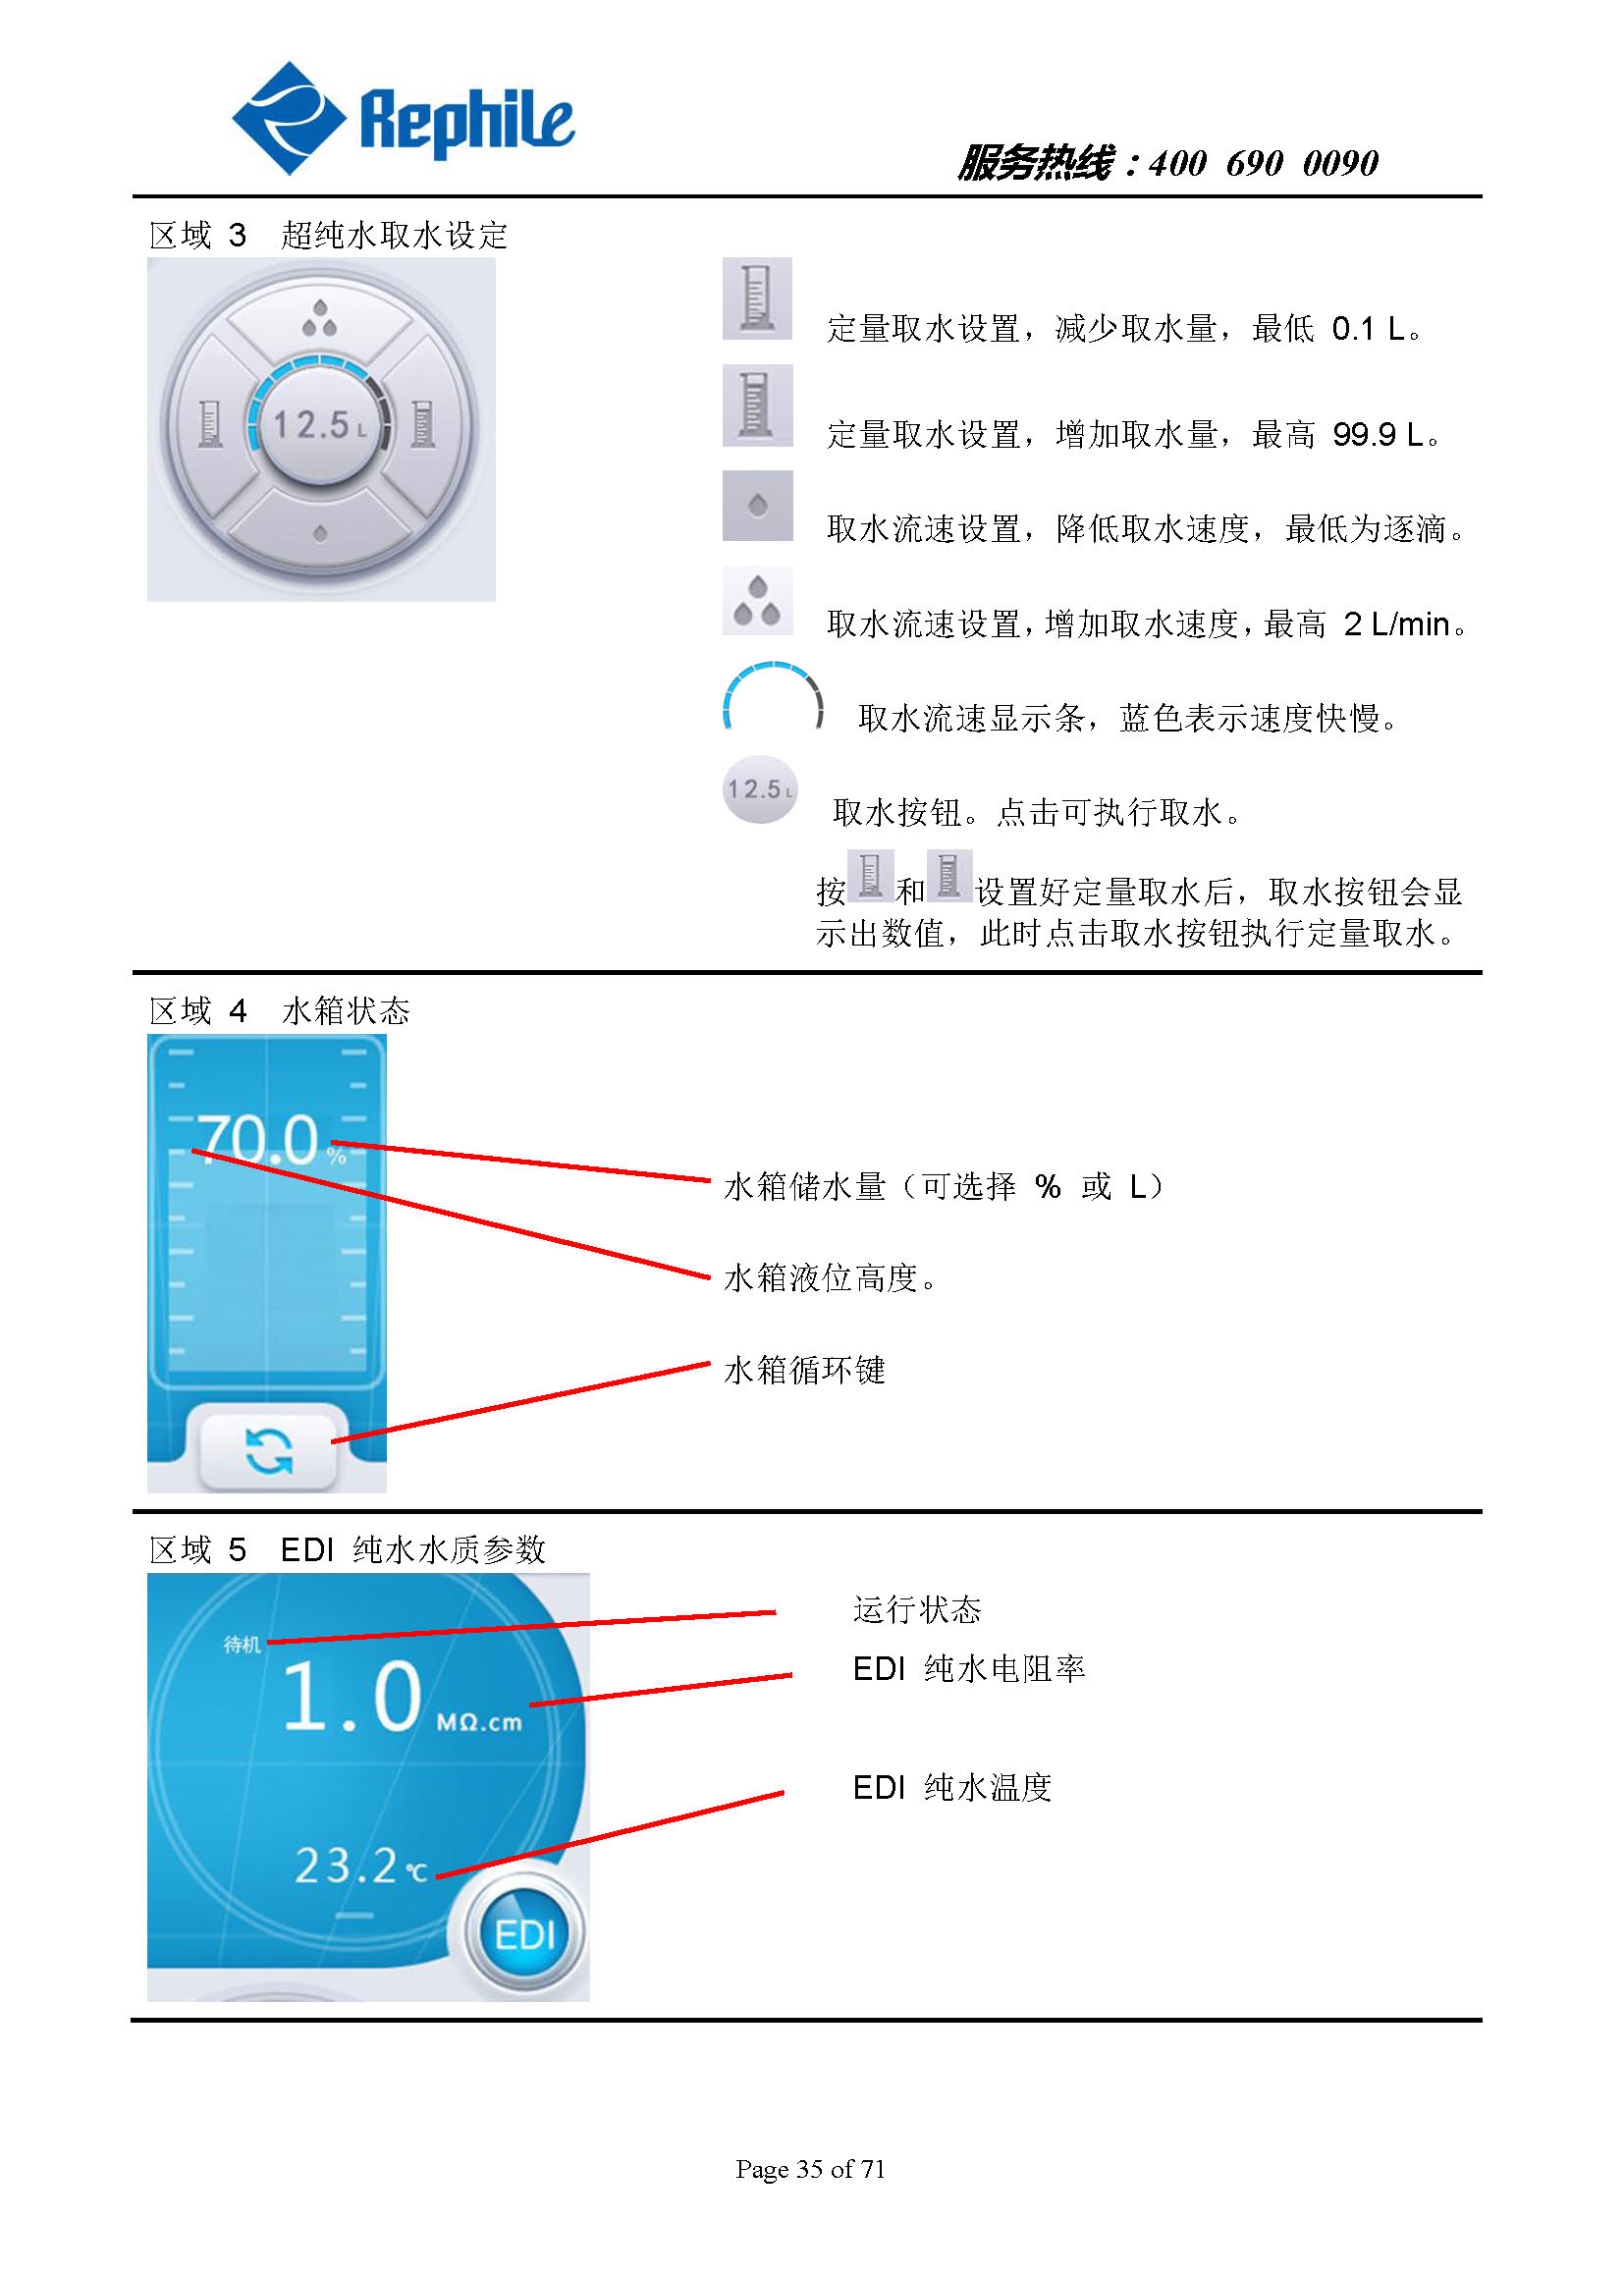 Rephile
服务热线：400 690 0090
区域 3 超纯水取水设定
12.5 L
定量取水设置，减少取水量，最低 0.1 L。
定量取水设置，增加取水量，最高 99.9 L。
取水流速设置，降低取水速度，最低为逐滴。
取水流速设置，增加取水速度，最高 2 L/min。
取水流速显示条，蓝色表示速度快慢。
12.5 L
取水按钮。点击可执行取水。
按和设置好定量取水后，取水按钮会显
示出数值，此时点击取水按钮执行定量取水。
区域 4 水箱状态
70.0 %
水箱储水量（可选择 % 或 L）
水箱液位高度。
水箱循环键
区域 5 EDI 纯水水质参数
待机
1.0 MΩ.cm
23.2 ℃
EDI
运行状态
EDI 纯水电阻率
EDI 纯水温度
Page 35 of 71